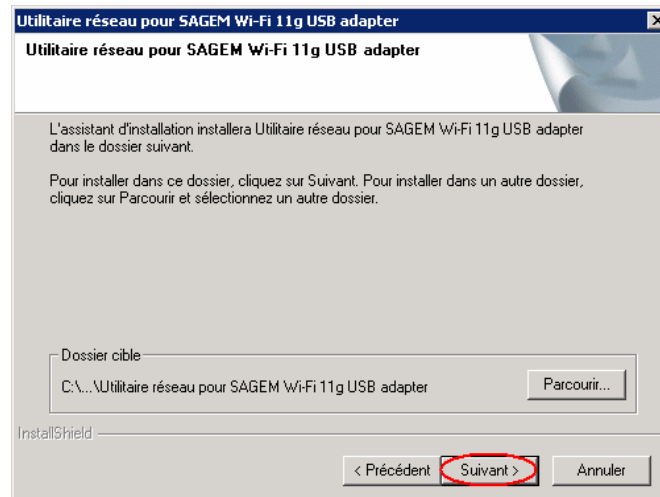 Utilitaire réseau pour SAGEM Wi-Fi 11g USB adapter
Utilitaire réseau pour SAGEM Wi-Fi 11g USB adapter
L'assistant d'installation installera Utilitaire réseau pour SAGEM Wi-Fi 11g USB adapter
dans le dossier suivant.
Pour installer dans ce dossier, cliquez sur Suivant. Pour installer dans un autre dossier,
cliquez sur Parcourir et sélectionnez un autre dossier.
Dossier cible
C:\...\Utilitaire réseau pour SAGEM Wi-Fi 11g USB adapter Parcourir...
InstallShield
< Précédent Suivant > Annuler